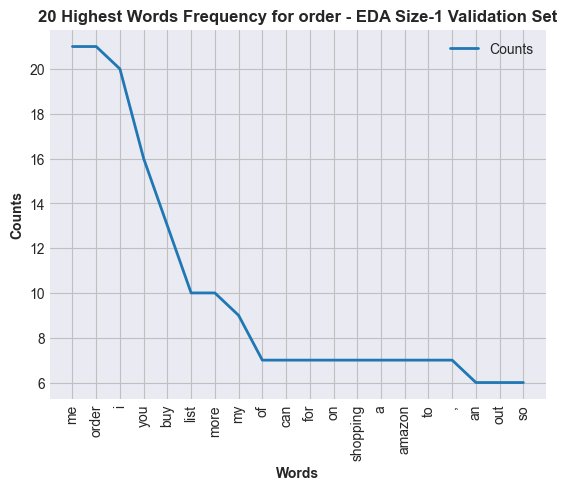 20 Highest Words Frequency for order - EDA Size-1 Validation Set
Counts
20
18
16
14
12
10
8
6
Counts
me
order
i
you
buy
list
more
my
of
can
for
on
shopping
a
amazon
to
,
an
out
so
Words